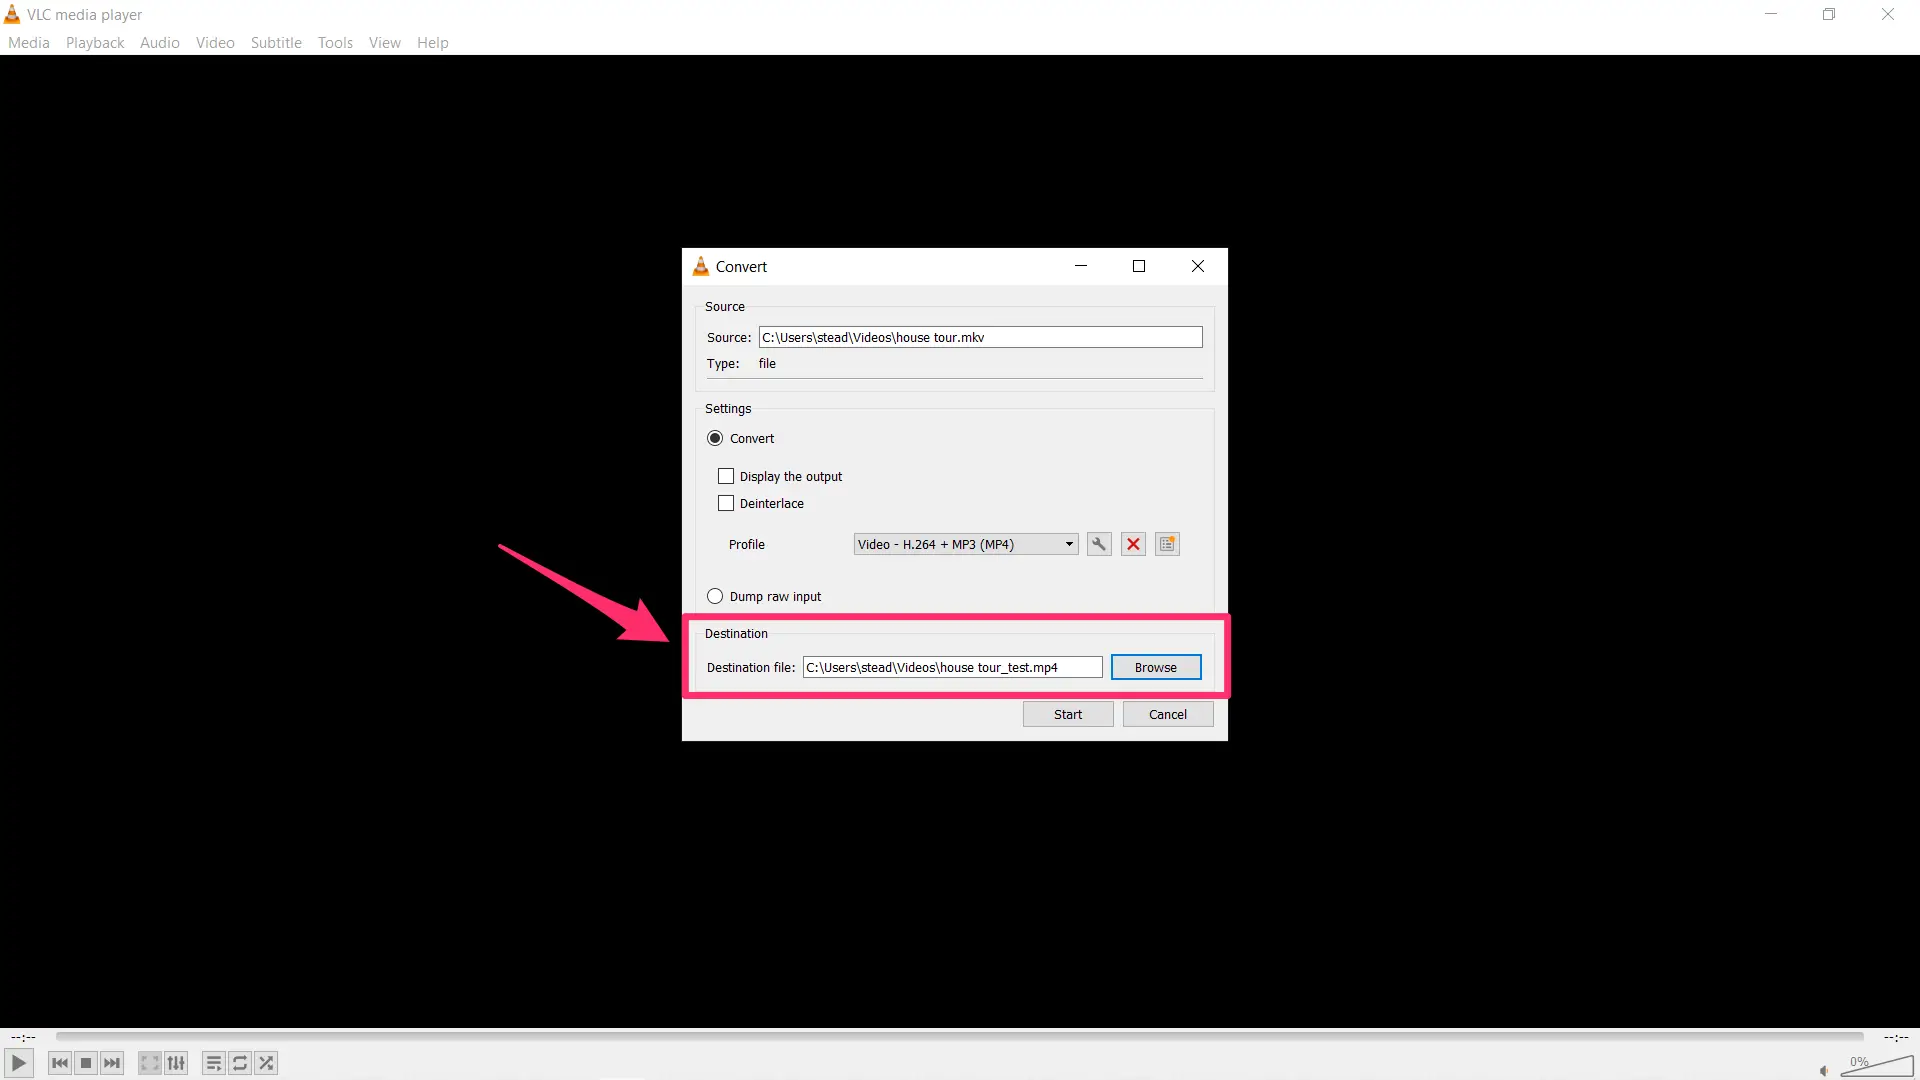 VLC media player
Media Playback Audio Video Subtitle Tools View Help
Convert
Source
Source: C:\Users\stead\Videos\house tour.mkv
Type: file
Settings
Convert
Display the output
Deinterlace
Profile Video - H.264 + MP3 (MP4)
Dump raw input
Destination
Destination file: C:\Users\stead\Videos\house tour_test.mp4 Browse
Start Cancel
--:-- --:--
0%